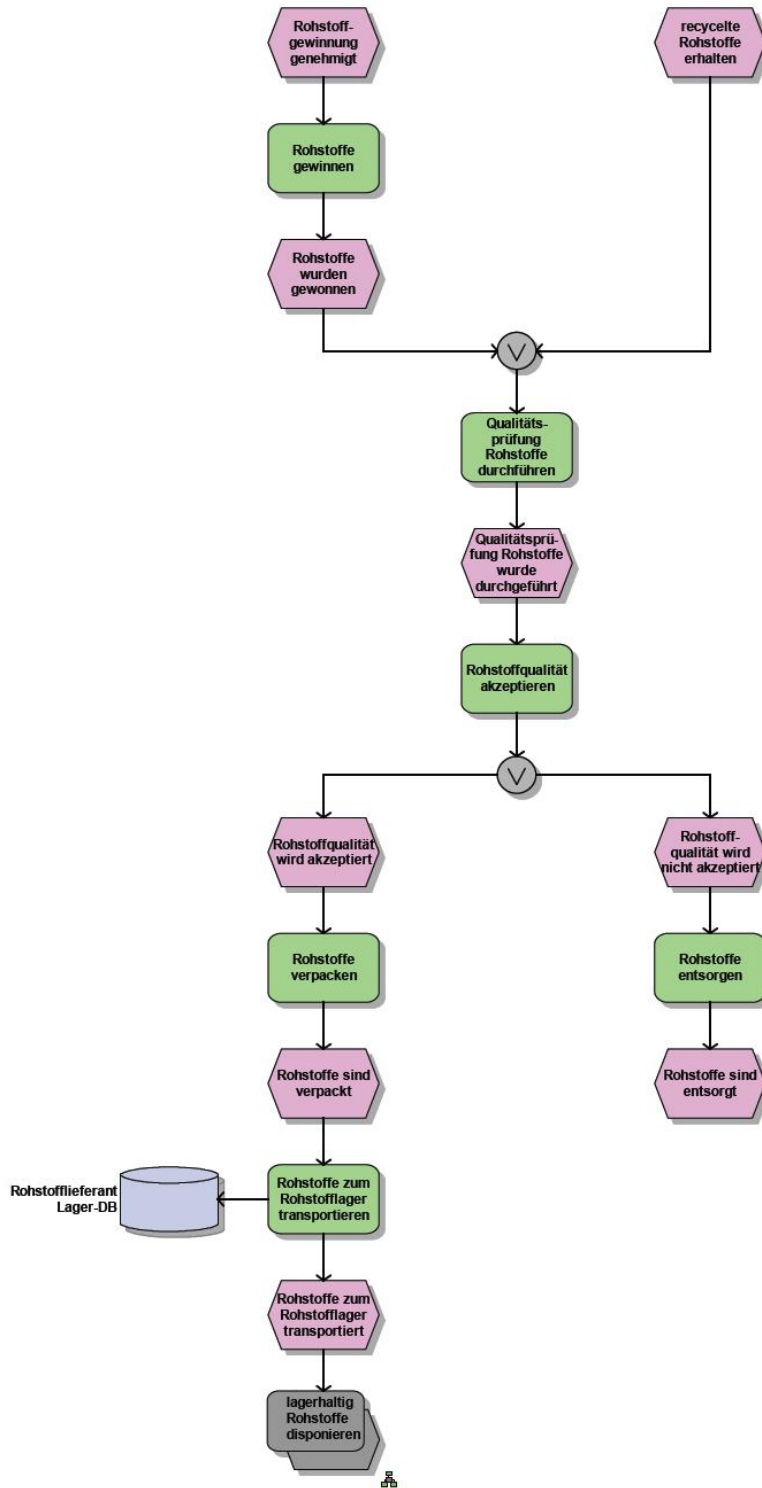 Rohstoff-
gewinnung
genehmigt
recycelte
Rohstoffe
erhalten
Rohstoffe
gewinnen
Rohstoffe
wurden
gewonnen
V
Qualitäts-
prüfung
Rohstoffe
durchführen
Qualitätsprü-
fung Rohstoffe
wurde
durchgeführt
Rohstoffqualität
akzeptieren
V
Rohstoffqualität
wird akzeptiert
Rohstoff-
qualität wird
nicht akzeptiert
Rohstoffe
verpacken
Rohstoffe
entsorgen
Rohstoffe sind
verpackt
Rohstoffe sind
entsorgt
Rohstofflieferant
Lager-DB
Rohstoffe zum
Rohstofflager
transportieren
Rohstoffe zum
Rohstofflager
transportiert
lagerhaltig
Rohstoffe
disponieren